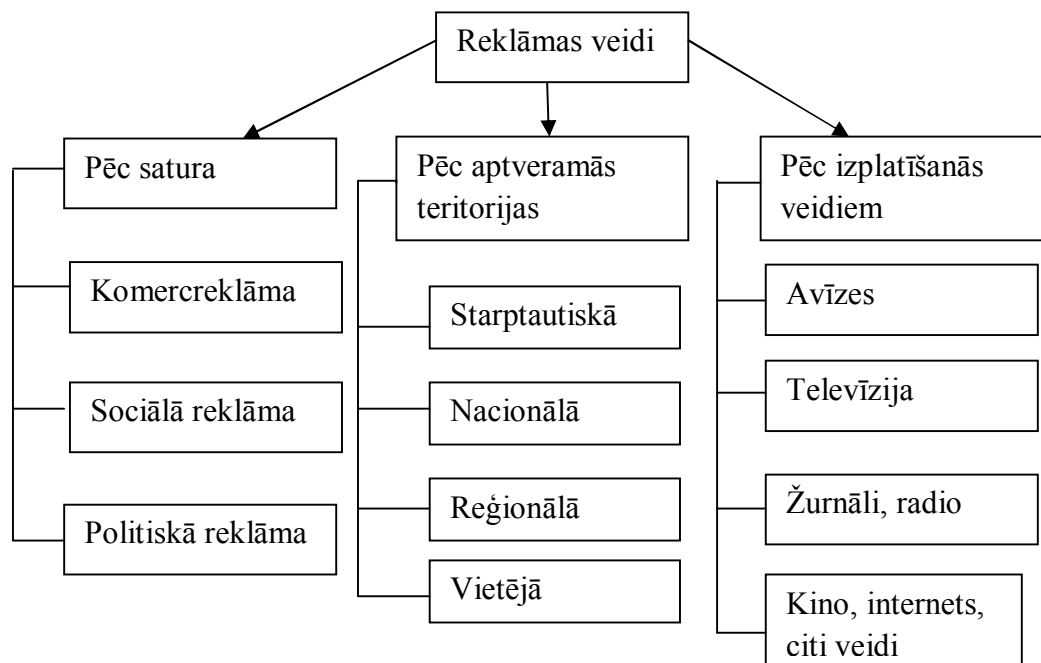 Reklāmas veidi
Pēc satura
Komercreklāma
Sociālā reklāma
Politiskā reklāma
Pēc aptveramās
teritorijas
Starptautiskā
Nacionālā
Reģionālā
Vietējā
Pēc izplatīšanās
veidiem
Avīzes
Televīzija
Žurnāli, radio
Kino, internets,
citi veidi